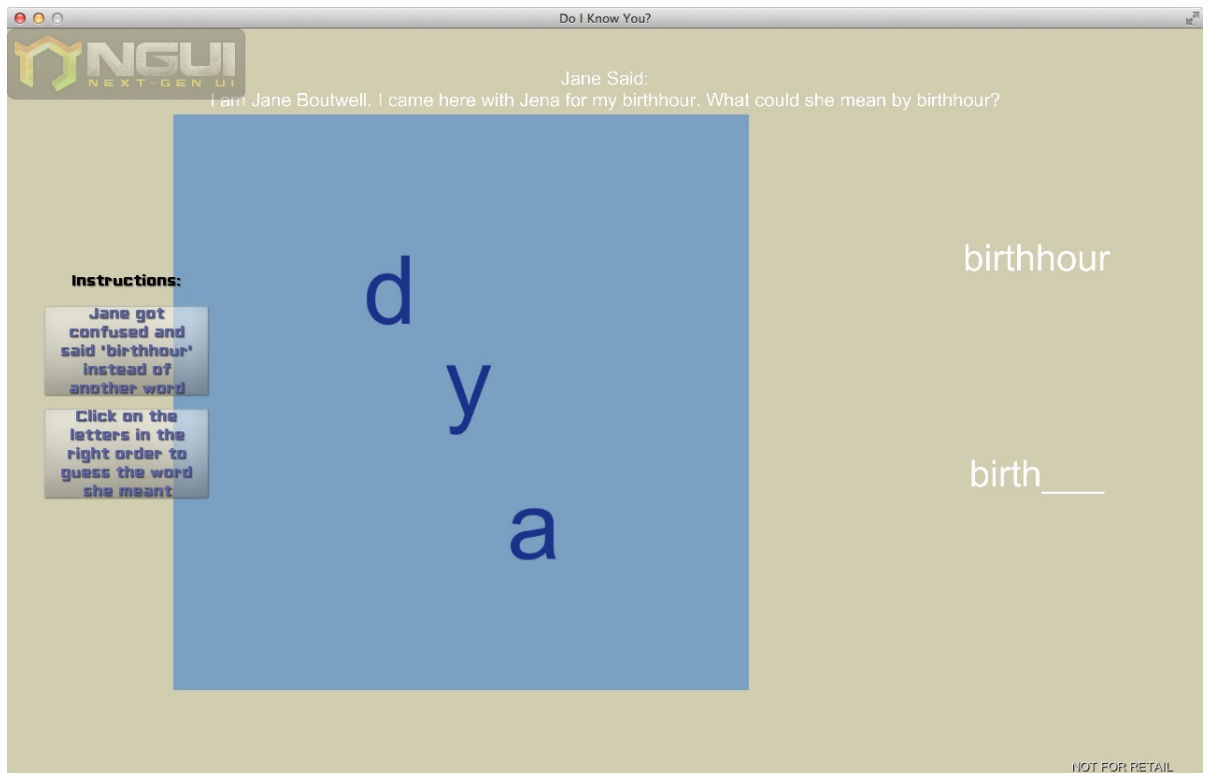 Do I Know You?
NGUI
NEXT-GEN UI
Jane Said:
I am Jane Boutwell. I came here with Jena for my birthhour. What could she mean by birthhour?
Instructions:
Jane got
confused and
said 'birthhour'
instead of
another word
Click on the
letters in the
right order to
guess the word
she meant
d
y
a
birthhour
birth___
NOT FOR RETAIL